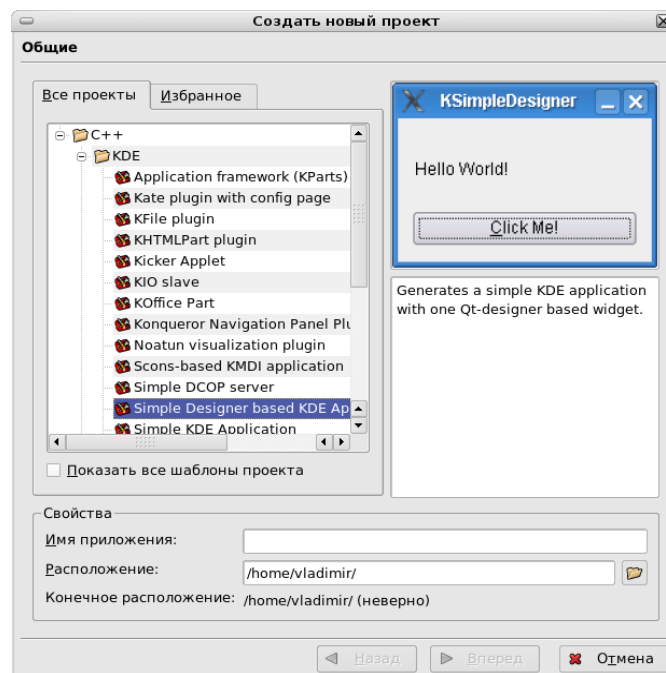 Создать новый проект
Общие
Все проекты
Избранное
C++
KDE
Application framework (KParts)
Kate plugin with config page
KFile plugin
KHTMLPart plugin
Kicker Applet
KIO slave
KOffice Part
Konqueror Navigation Panel Plu
Noatun visualization plugin
Scons-based KMDI application
Simple DCOP server
Simple Designer based KDE Ap
Simple KDE Application
Показать все шаблоны проекта
KSimpleDesigner
Hello World!
Click Me!
Generates a simple KDE application
with one Qt-designer based widget.
Свойства
Имя приложения:
Расположение: /home/vladimir/
Конечное расположение: /home/vladimir/ (неверно)
Назад
Вперед
Отмена